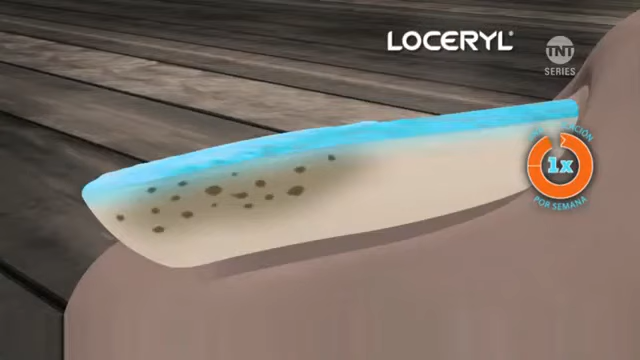 LOCERYL®
TNT
SERIES
1x
POR SEMANA